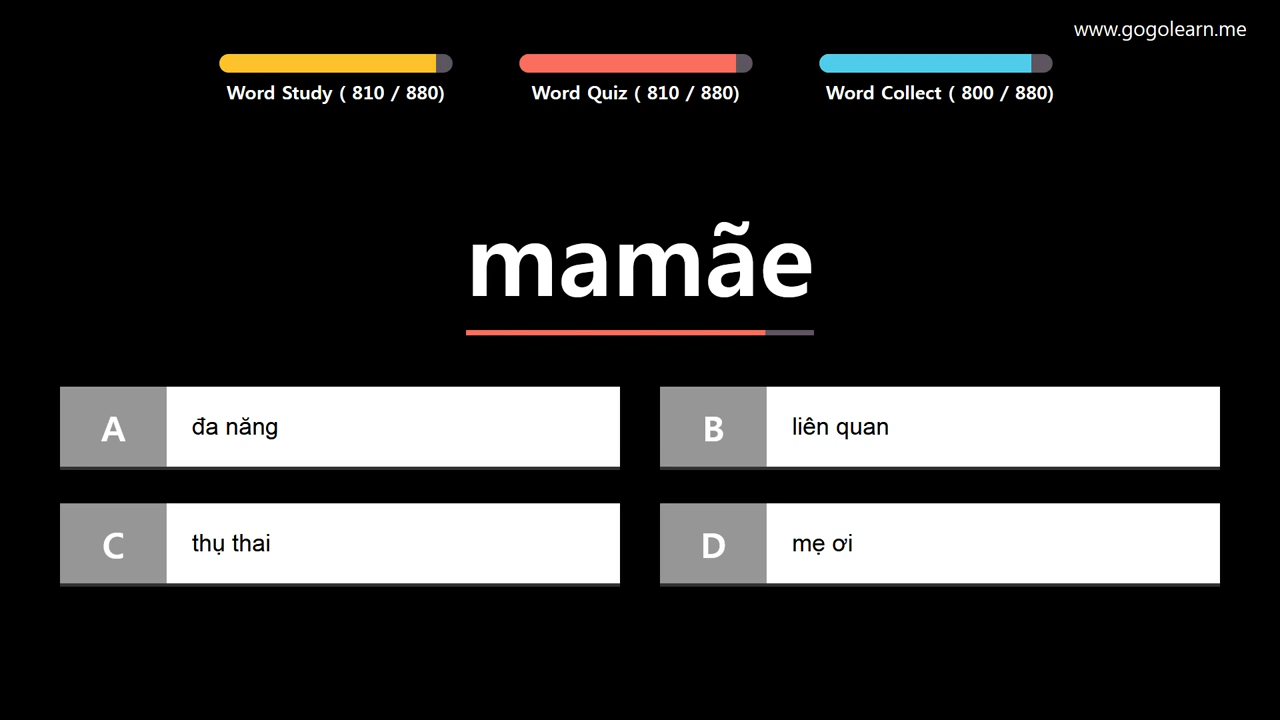 www.gogolearn.me
Word Study ( 810 / 880)
Word Quiz ( 810 / 880)
Word Collect ( 800 / 880)
mamãe
A đa năng
B liên quan
C thụ thai
D mẹ ơi